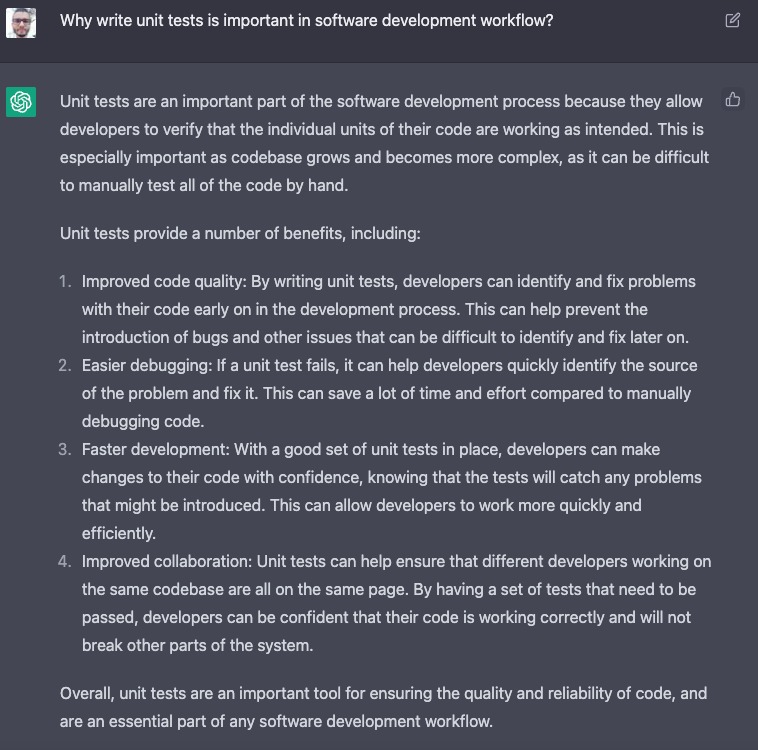 Why write unit tests is important in software development workflow?
Unit tests are an important part of the software development process because they allow
developers to verify that the individual units of their code are working as intended. This is
especially important as codebase grows and becomes more complex, as it can be difficult
to manually test all of the code by hand.
Unit tests provide a number of benefits, including:
1. Improved code quality: By writing unit tests, developers can identify and fix problems
with their code early on in the development process. This can help prevent the
introduction of bugs and other issues that can be difficult to identify and fix later on.
2. Easier debugging: If a unit test fails, it can help developers quickly identify the source
of the problem and fix it. This can save a lot of time and effort compared to manually
debugging code.
3. Faster development: With a good set of unit tests in place, developers can make
changes to their code with confidence, knowing that the tests will catch any problems
that might be introduced. This can allow developers to work more quickly and
efficiently.
4. Improved collaboration: Unit tests can help ensure that different developers working on
the same codebase are all on the same page. By having a set of tests that need to be
passed, developers can be confident that their code is working correctly and will not
break other parts of the system.
Overall, unit tests are an important tool for ensuring the quality and reliability of code, and
are an essential part of any software development workflow.